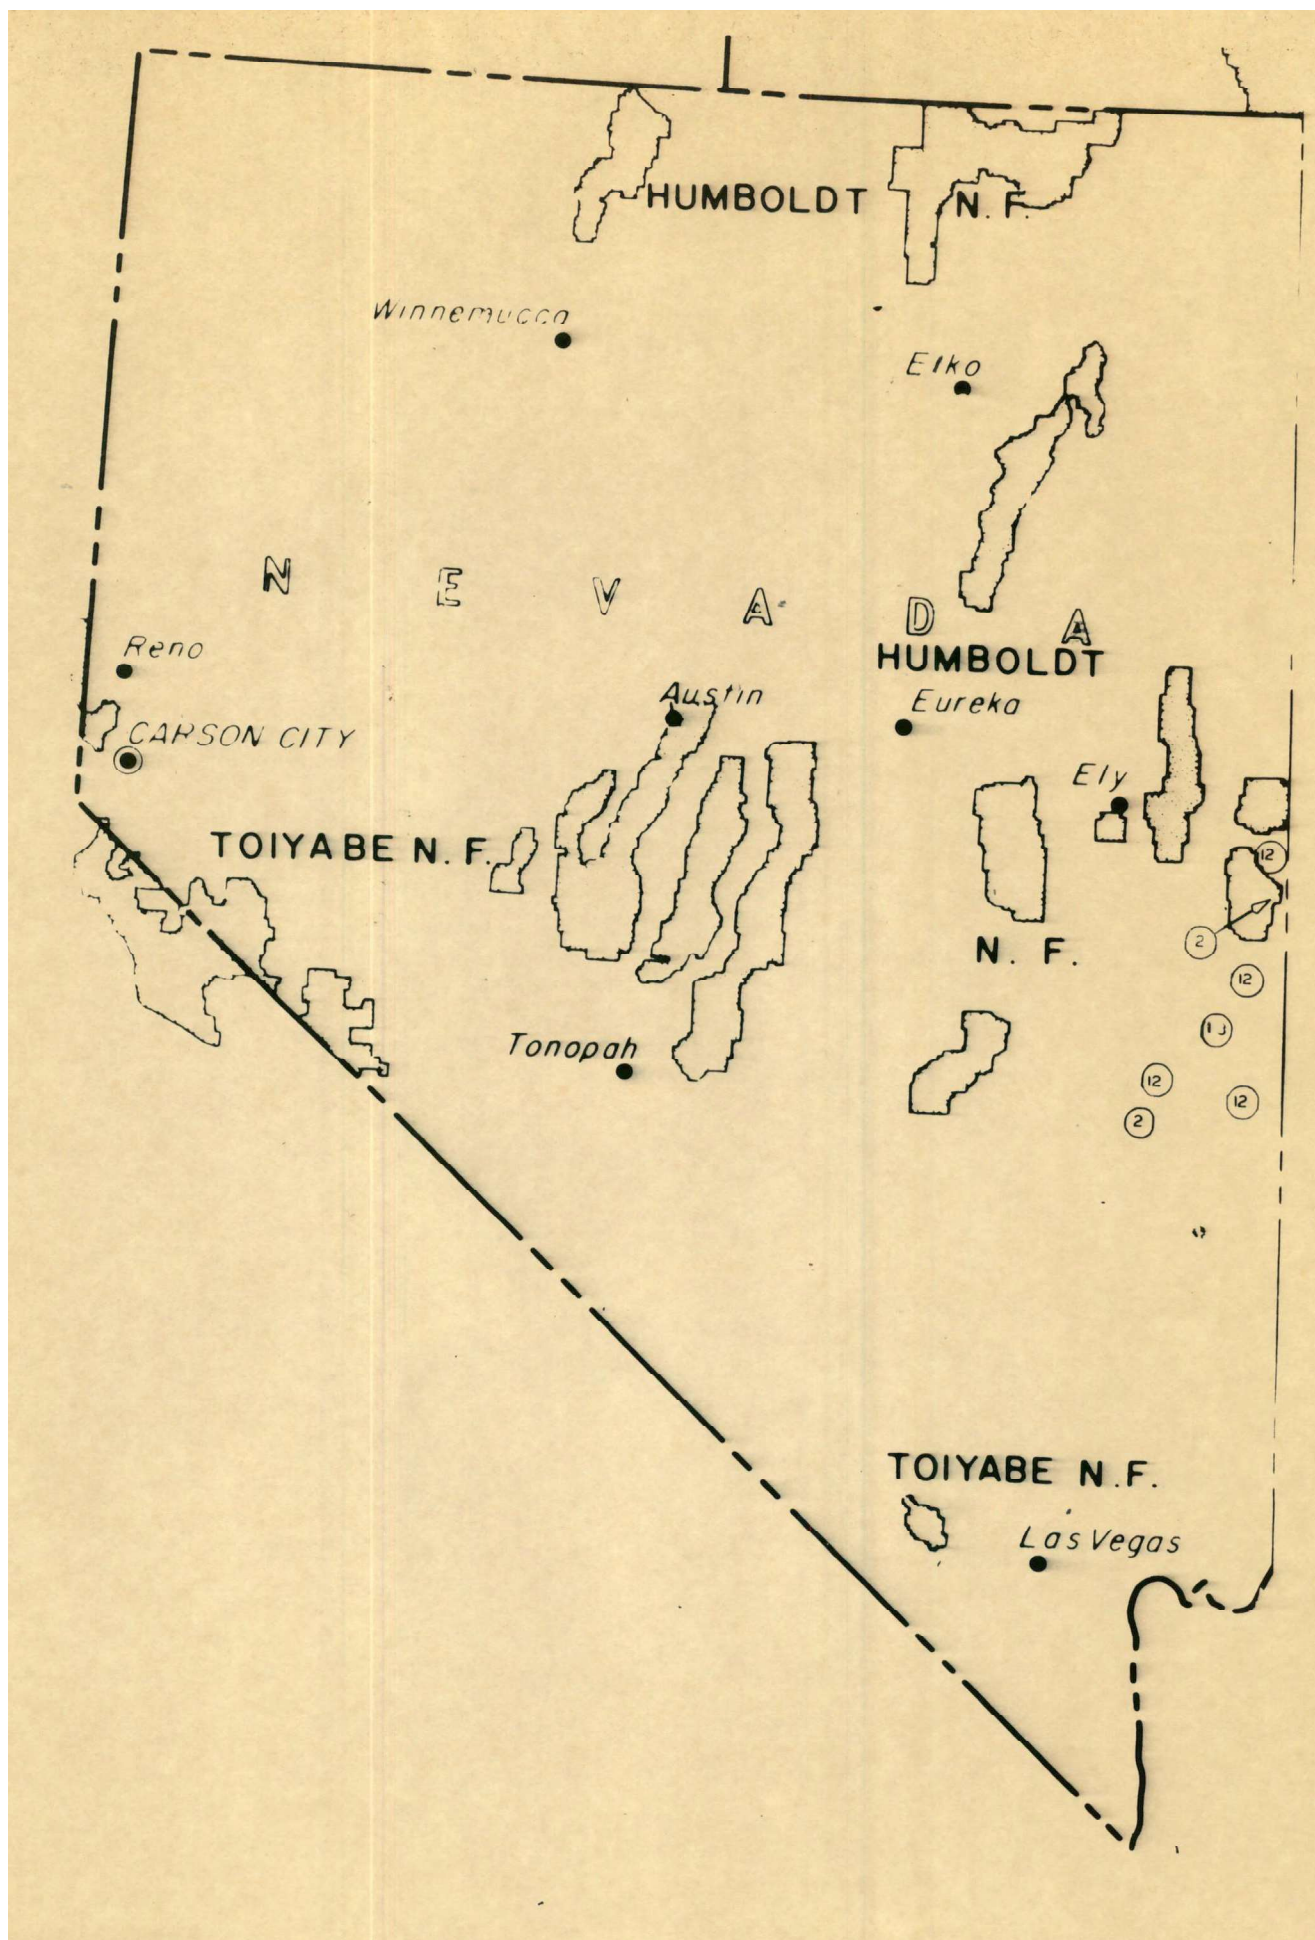 HUMBOLDT N. F.
Winnemucca
Elko
N E V A D A
HUMBOLDT
Reno
Austin
Eureka
CARSON CITY
Ely
TOIYABE N. F.
12
2
N. F.
12
Tonopah
12
12
2
TOIYABE N.F.
Las Vegas